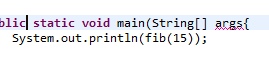 blic static void main(String[] args{
System.out.println(fib(15));